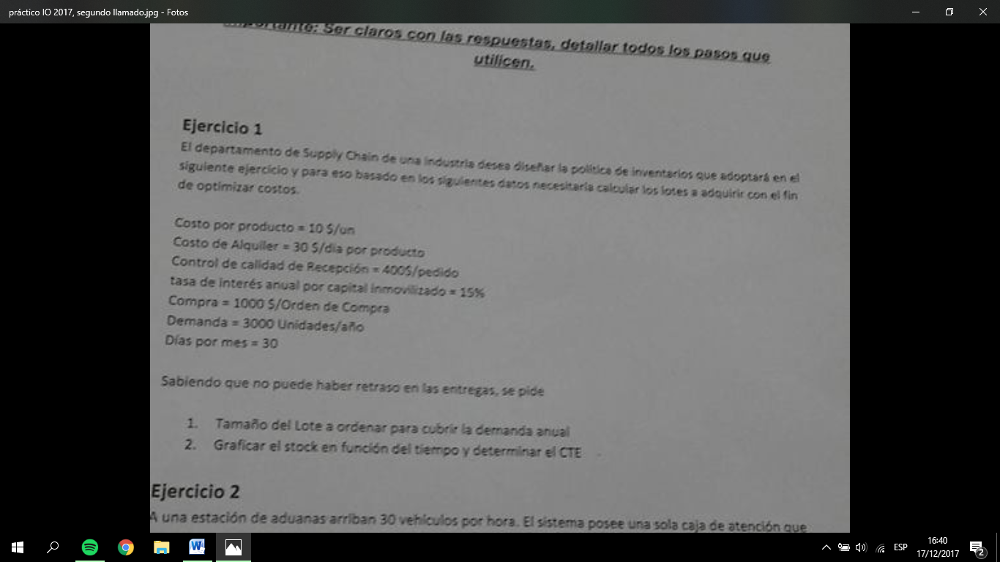 práctico IO 2017, segundo llamado.jpg - Fotos
Importante: Ser claros con las respuestas, detallar todos los pasos que
utilicen.
Ejercicio 1
El departamento de Supply Chain de una industria desea diseñar la política de inventarios que adoptará en el
siguiente ejercicio y para eso basado en los siguientes datos necesitaría calcular los lotes a adquirir con el fin
de optimizar costos.
Costo por producto = 10 $/un
Costo de Alquiler = 30 $/dia por producto
Control de calidad de Recepción = 400$/pedido
tasa de interés anual por capital inmovilizado = 15%
Compra = 1000 $/Orden de Compra
Demanda = 3000 Unidades/año
Días por mes = 30
Sabiendo que no puede haber retraso en las entregas, se pide
1. Tamaño del Lote a ordenar para cubrir la demanda anual
2. Graficar el stock en función del tiempo y determinar el CTE
Ejercicio 2
A una estación de aduanas arriban 30 vehículos por hora. El sistema posee una sola caja de atención que
ESP
16:40
17/12/2017
2